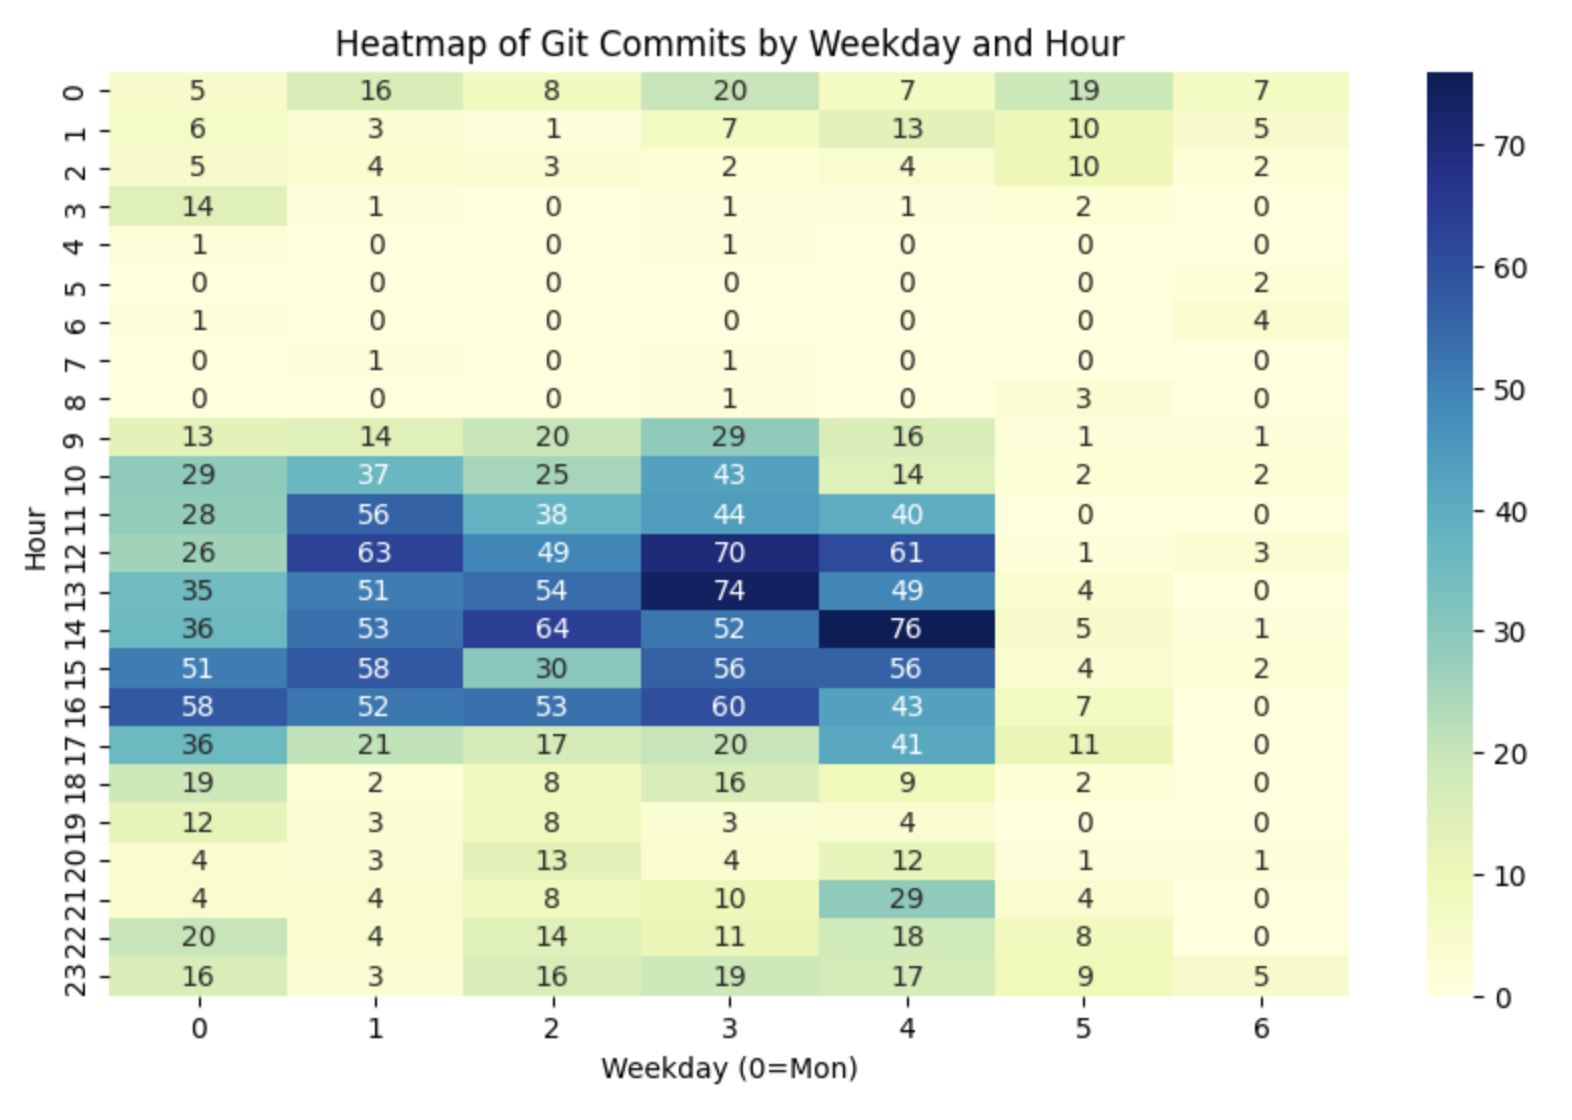 Heatmap of Git Commits by Weekday and Hour
0 5 16 8 20 7 19 7
1 6 3 1 7 13 10 5 70
2 5 4 3 2 4 10 2
3 14 1 0 1 1 2 0
4 1 0 0 1 0 0 0 60
5 0 0 0 0 0 0 2
6 1 0 0 0 0 0 4
7 0 1 0 1 0 0 0
8 0 0 0 1 0 3 0 50
9 13 14 20 29 16 1 1
10 29 37 25 43 14 2 2
11 28 56 38 44 40 0 0 40
Hour
12 26 63 49 70 61 1 3
13 35 51 54 74 49 4 0
14 36 53 64 52 76 5 1 30
15 51 58 30 56 56 4 2
16 58 52 53 60 43 7 0
17 36 21 17 20 41 11 0 20
18 19 2 8 16 9 2 0
19 12 3 8 3 4 0 0
20 4 3 13 4 12 1 1 10
21 4 4 8 10 29 4 0
22 20 4 14 11 18 8 0
23 16 3 16 19 17 9 5 0
0 1 2 3 4 5 6
Weekday (0=Mon)